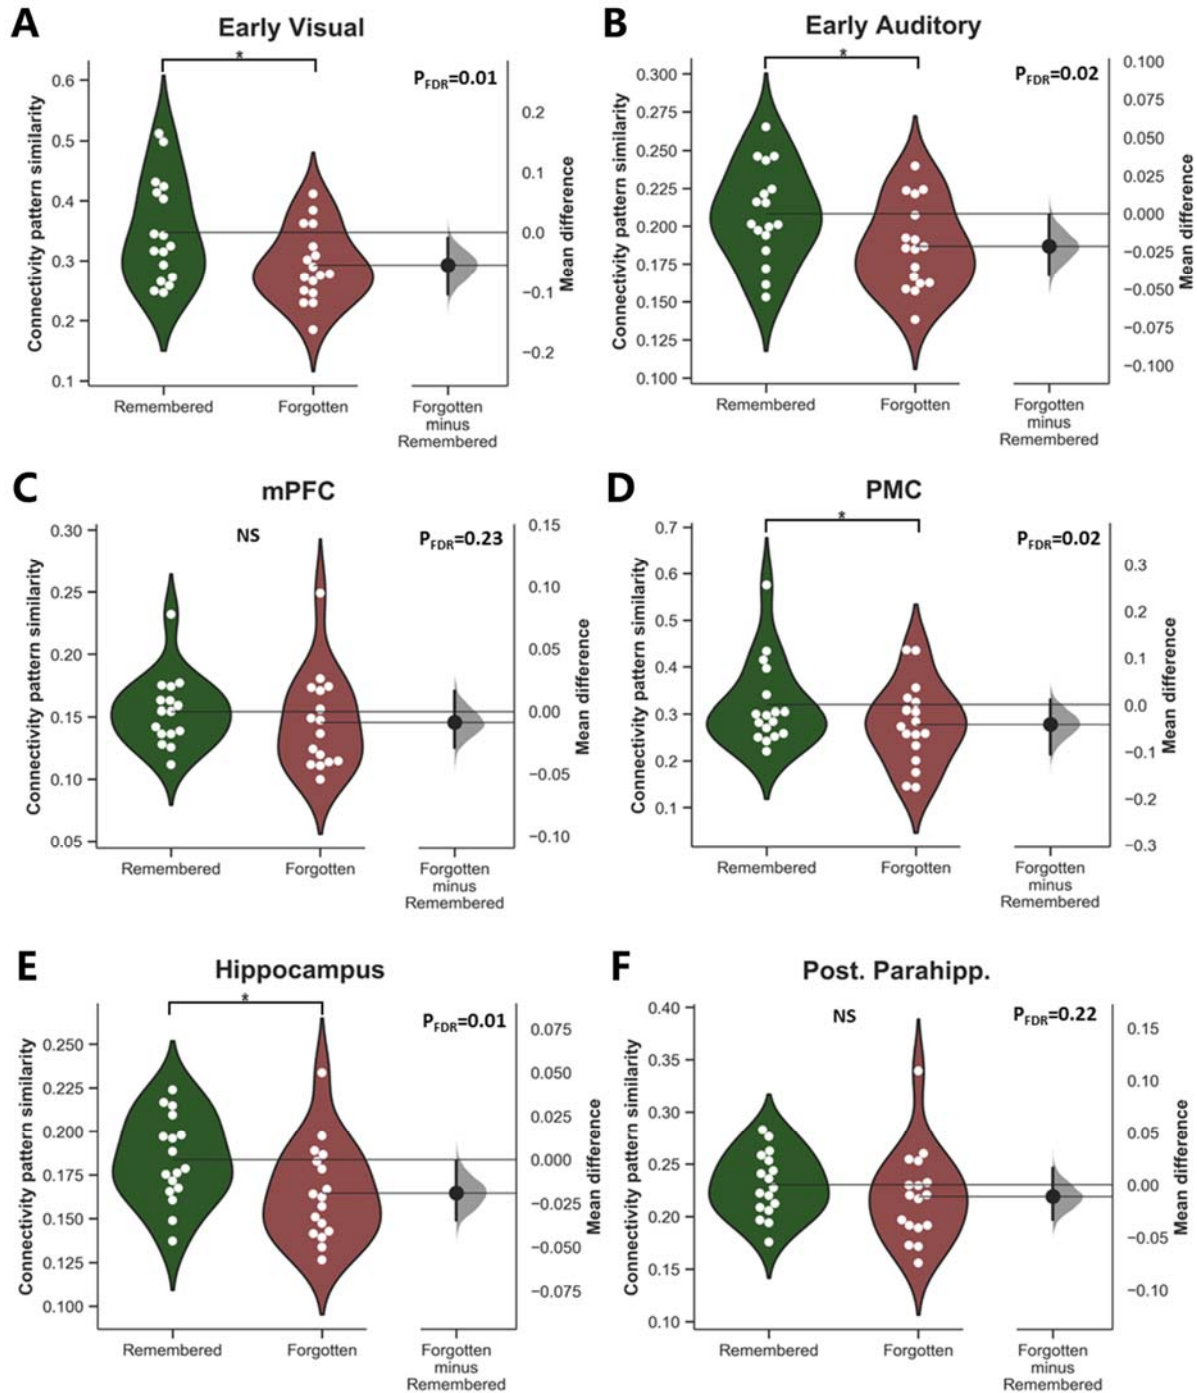 A
Early Visual
*
P_FDR=0.01
Connectivity pattern similarity
0.6
0.5
0.4
0.3
0.2
0.1
0.2
0.1
0.0
−0.1
−0.2
Mean difference
Remembered
Forgotten
Forgotten
minus
Remembered
B
Early Auditory
*
P_FDR=0.02
Connectivity pattern similarity
0.300
0.275
0.250
0.225
0.200
0.175
0.150
0.125
0.100
0.100
0.075
0.050
0.025
0.000
−0.025
−0.050
−0.075
−0.100
Mean difference
Remembered
Forgotten
Forgotten
minus
Remembered
C
mPFC
NS
P_FDR=0.23
Connectivity pattern similarity
0.30
0.25
0.20
0.15
0.10
0.05
0.15
0.10
0.05
0.00
−0.05
−0.10
Mean difference
Remembered
Forgotten
Forgotten
minus
Remembered
D
PMC
*
P_FDR=0.02
Connectivity pattern similarity
0.7
0.6
0.5
0.4
0.3
0.2
0.1
0.3
0.2
0.1
0.0
−0.1
−0.2
−0.3
Mean difference
Remembered
Forgotten
Forgotten
minus
Remembered
E
Hippocampus
*
P_FDR=0.01
Connectivity pattern similarity
0.250
0.225
0.200
0.175
0.150
0.125
0.100
0.075
0.050
0.025
0.000
−0.025
−0.050
−0.075
Mean difference
Remembered
Forgotten
Forgotten
minus
Remembered
F
Post. Parahipp.
NS
P_FDR=0.22
Connectivity pattern similarity
0.40
0.35
0.30
0.25
0.20
0.15
0.10
0.15
0.10
0.05
0.00
−0.05
−0.10
Mean difference
Remembered
Forgotten
Forgotten
minus
Remembered